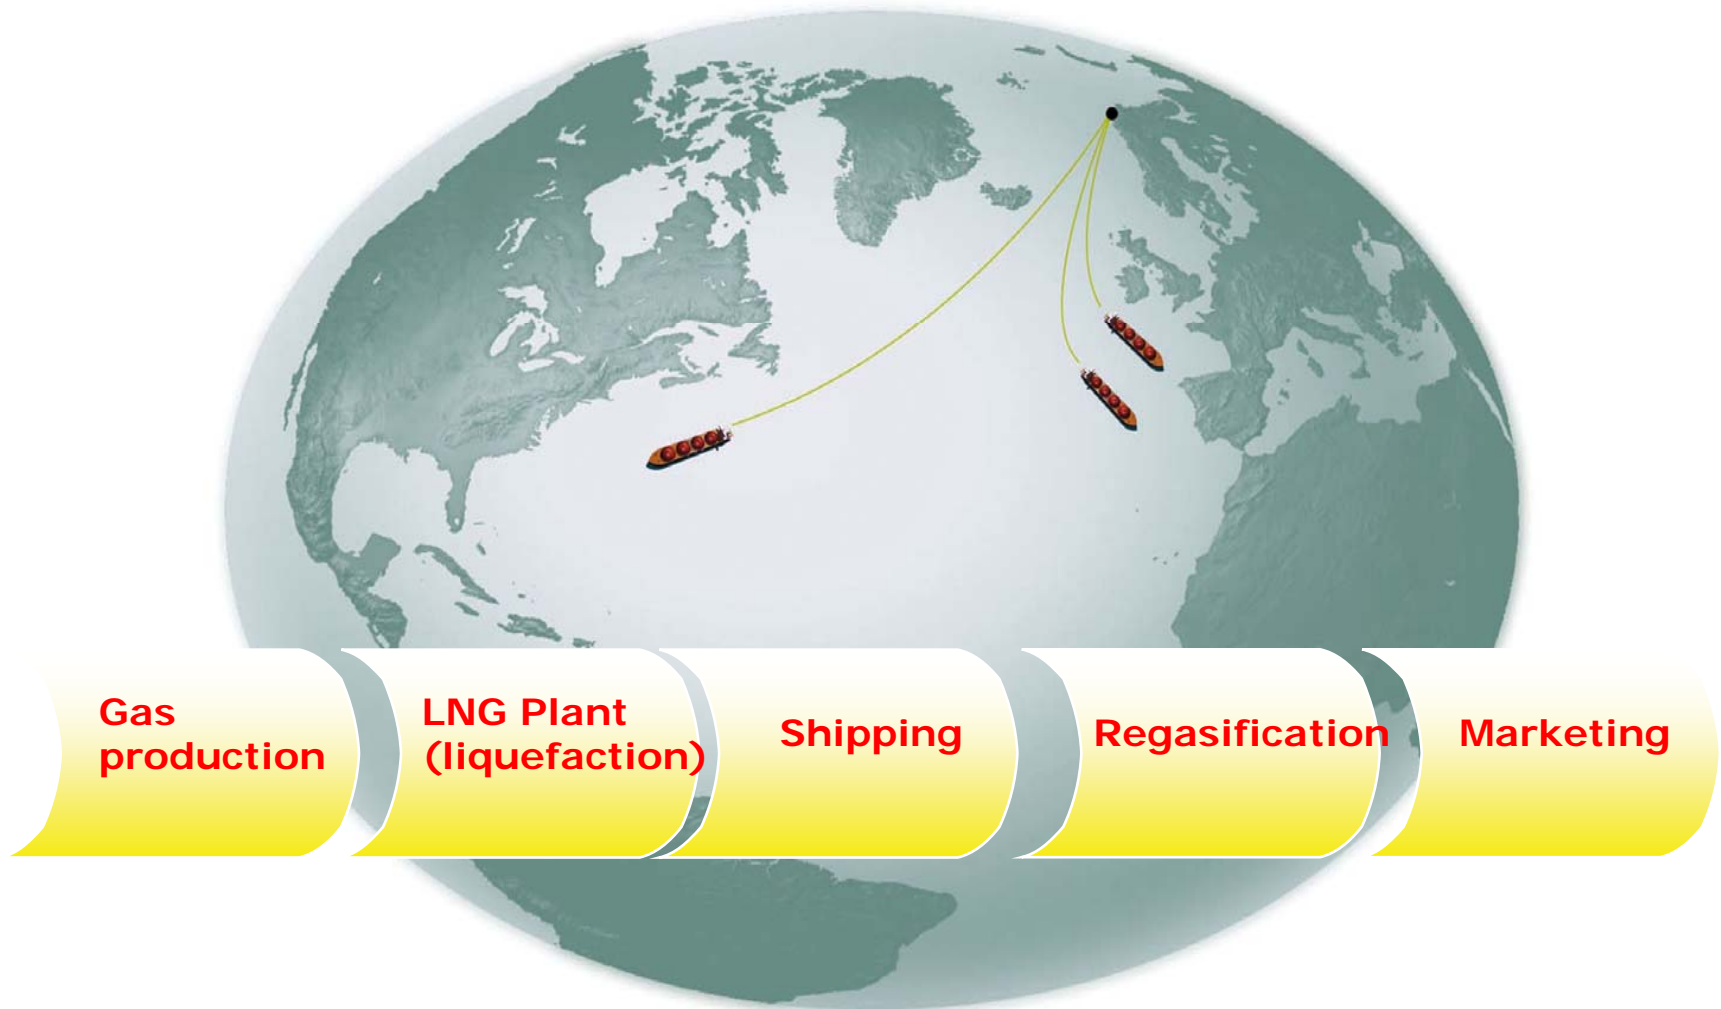 Gas
production
LNG Plant
(liquefaction)
Shipping
Regasification
Marketing